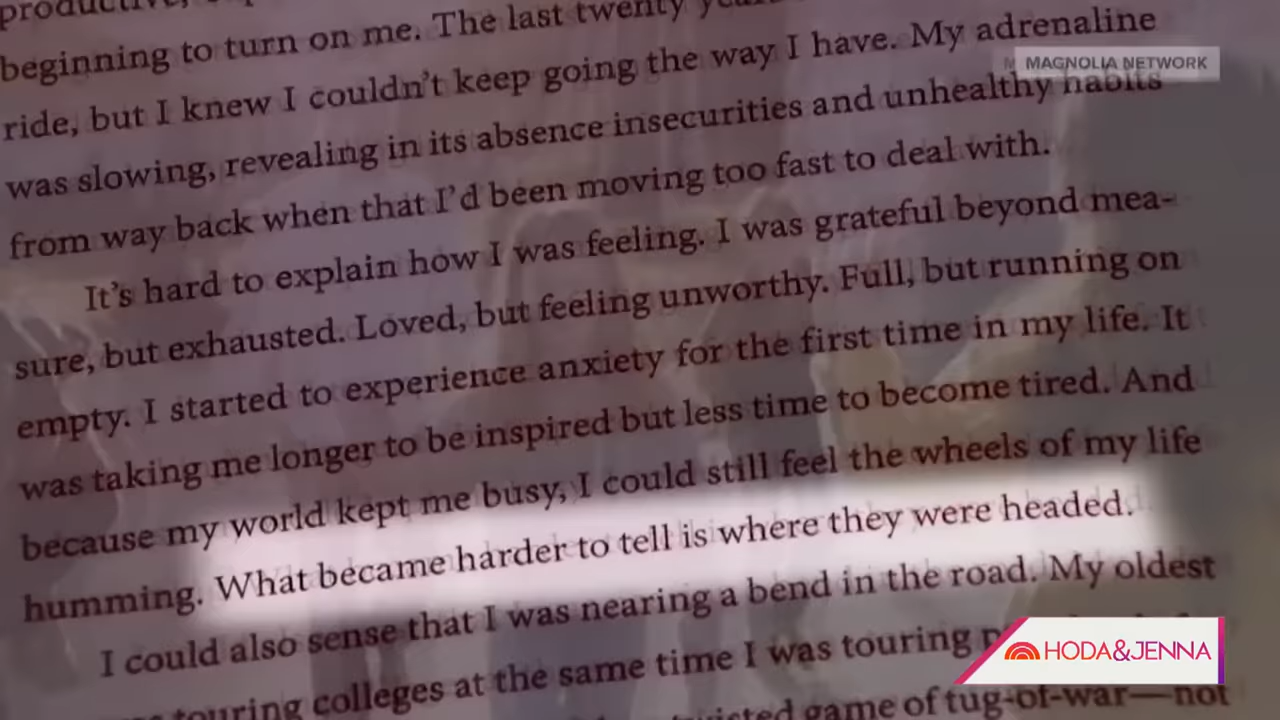 beginning to turn on me. The last twenty
ride, but I knew I couldn't keep going the way I have. My adrenaline
MAGNOLIA NETWORK
was slowing, revealing in its absence insecurities and unhealthy habits
from way back when that I'd been moving too fast to deal with.
It's hard to explain how I was feeling. I was grateful beyond mea-
sure, but exhausted. Loved, but feeling unworthy. Full, but running on
empty. I started to experience anxiety for the first time in my life. It
was taking me longer to be inspired but less time to become tired. And
because my world kept me busy, I could still feel the wheels of my life
humming. What became harder to tell is where they were headed.
I could also sense that I was nearing a bend in the road. My oldest
touring colleges at the same time I was touring
HODA&JENNA
game of tug-of-war—not